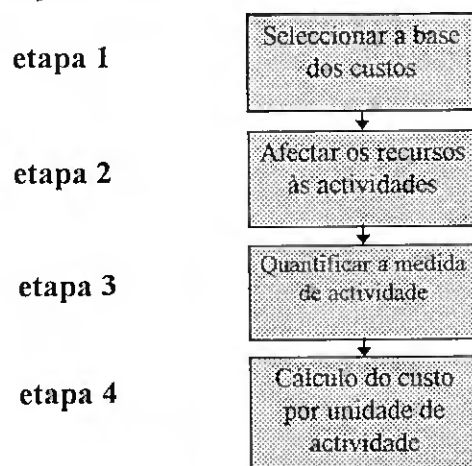 etapa 1
Seleccionar a base
dos custos
etapa 2
Afectar os recursos
às actividades
etapa 3
Quantificar a medida
de actividade
etapa 4
Cálculo do custo
por unidade de
actividade